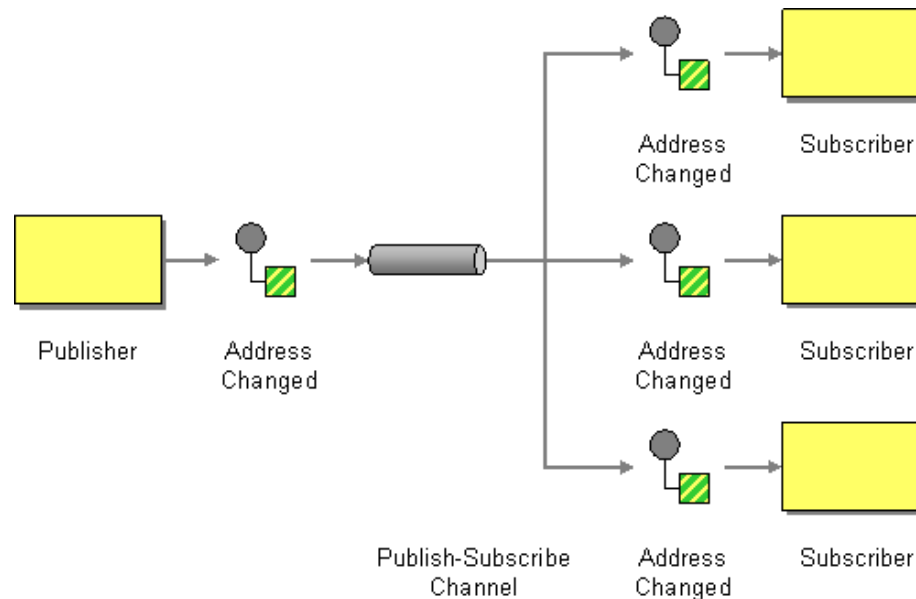 Address
Changed
Subscriber
Publisher
Address
Changed
Address
Changed
Subscriber
Publish-Subscribe
Channel
Address
Changed
Subscriber